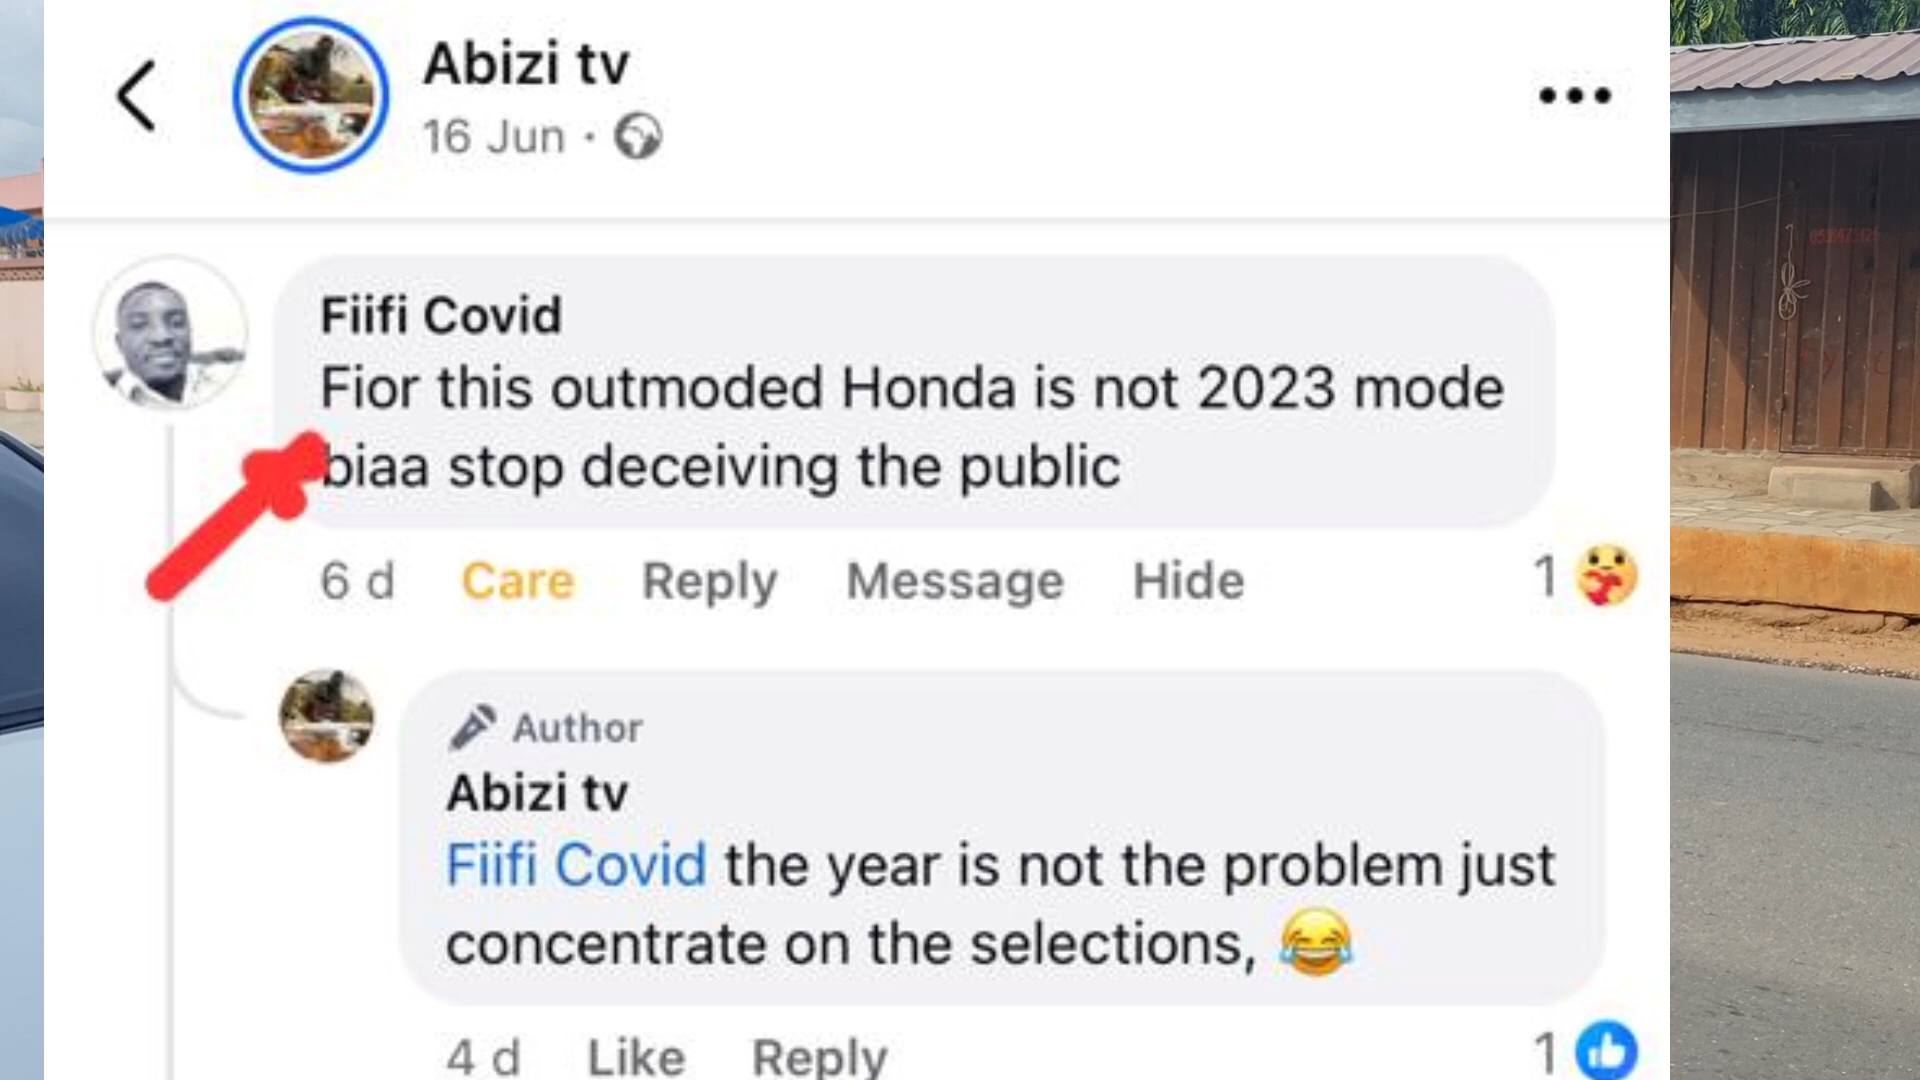 Abizi tv
16 Jun ·
Fiifi Covid
Fior this outmoded Honda is not 2023 mode
biaa stop deceiving the public
6 d Care Reply Message Hide 1
Author
Abizi tv
Fiifi Covid the year is not the problem just
concentrate on the selections, 😂
4 d Like Reply 1